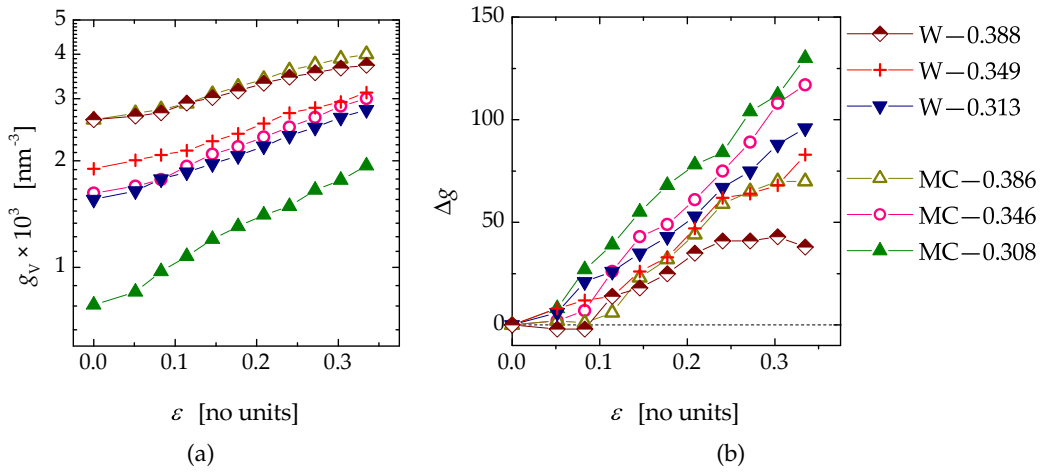 5
4
3
2
1
g_V × 10^3 [nm^-3]
0.0 0.1 0.2 0.3
ε [no units]
(a)
150
100
50
0
Δg
0.0 0.1 0.2 0.3
ε [no units]
(b)
W—0.388
W—0.349
W—0.313
MC—0.386
MC—0.346
MC—0.308